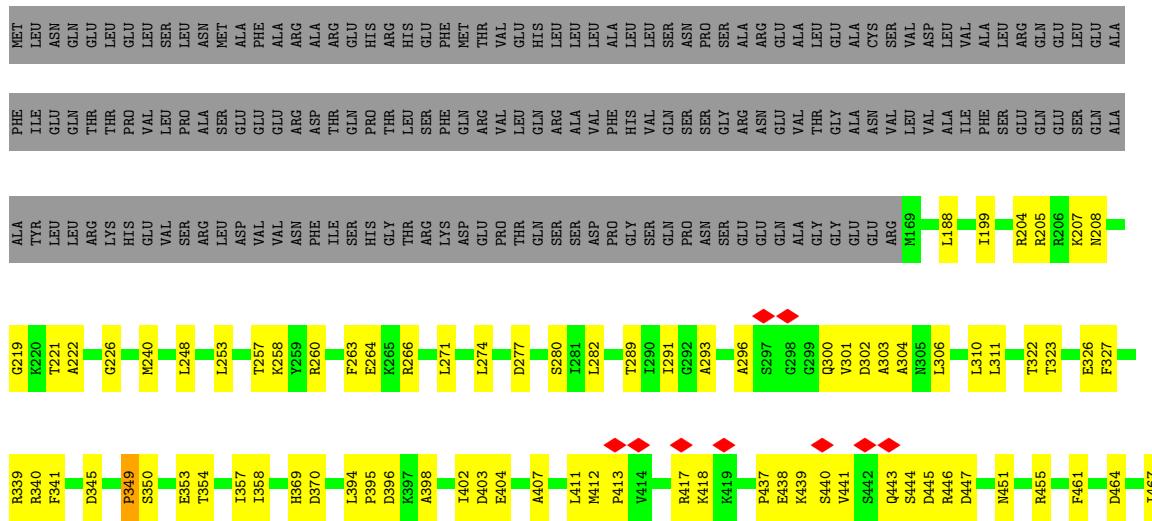 MET LEU ASN GLN GLU LEU GLU LEU SER LEU ASN MET ALA PHE ALA ARG ALA ARG GLU HIS ARG HIS GLU PHE MET THR VAL GLU HIS LEU LEU LEU ALA LEU LEU SER ASN PRO SER ALA ARG GLU ALA LEU GLU ALA CYS SER VAL ASP LEU VAL ALA LEU ARG GLN GLU LEU GLU ALA
PHE ILE GLU GLN THR THR PRO VAL LEU PRO ALA SER GLU GLU GLU ARG ASP THR GLN PRO THR LEU SER PHE GLN ARG VAL LEU GLN ARG ALA VAL PHE HIS VAL GLN SER SER GLY ARG ASN GLU VAL THR GLY ALA ASN VAL LEU VAL ALA ILE PHE SER GLU GLN GLU SER GLN ALA
ALA TYR LEU LEU ARG LYS HIS GLU VAL SER ARG LEU ASP VAL VAL ASN PHE ILE SER HIS GLY THR ARG LYS ASP GLU PRO THR GLN SER SER ASP PRO GLY SER GLN PRO ASN SER GLU GLU GLN ALA GLY GLY GLU GLU ARG M169 L188 I199 R204 R205 R206 K207 N208
G219 K220 T221 A222 G226 M240 L248 L253 T257 K258 Y259 R260 F263 E264 K265 R266 L271 L274 D277 S280 I281 L282 T289 I290 I291 G292 A293 A296 S297 G298 G299 Q300 V301 D302 A303 A304 N305 L306 L310 L311 T322 T323 E326 F327
R339 R340 F341 D345 P349 S350 E353 T354 I357 I358 H369 D370 L394 P395 D396 K397 A398 I402 D403 E404 A407 L411 M412 P413 V414 R417 K418 K419 P437 E438 K439 S440 V441 S442 Q443 S444 D445 R446 D447 N451 R455 F461 D464 I467